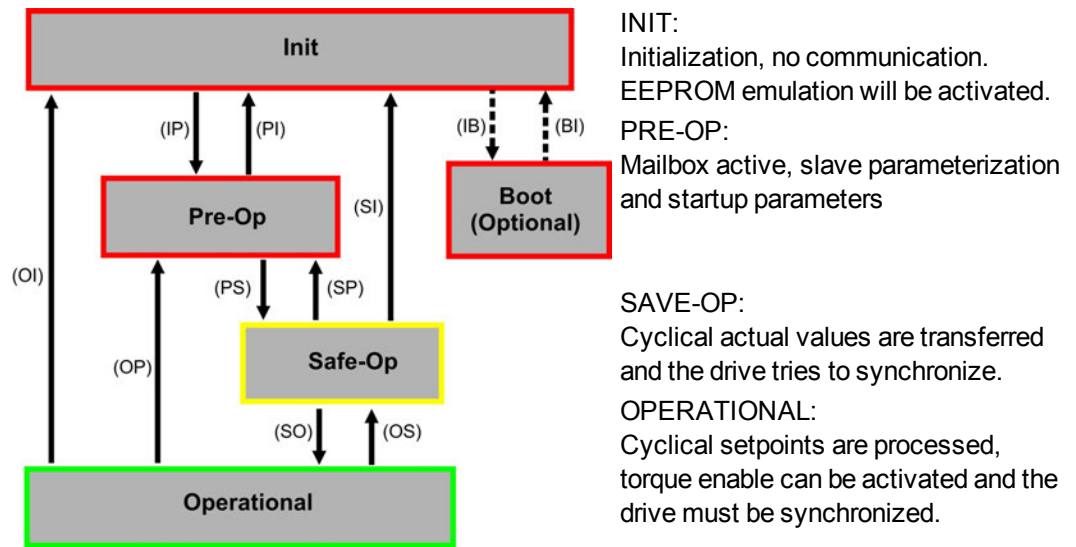 Init
(IP)
(PI)
(IB)
(BI)
Pre-Op
(SI)
Boot
(Optional)
(OI)
(PS)
(SP)
(OP)
Safe-Op
(SO)
(OS)
Operational
INIT:
Initialization, no communication.
EEPROM emulation will be activated.
PRE-OP:
Mailbox active, slave parameterization
and startup parameters
SAVE-OP:
Cyclical actual values are transferred
and the drive tries to synchronize.
OPERATIONAL:
Cyclical setpoints are processed,
torque enable can be activated and the
drive must be synchronized.